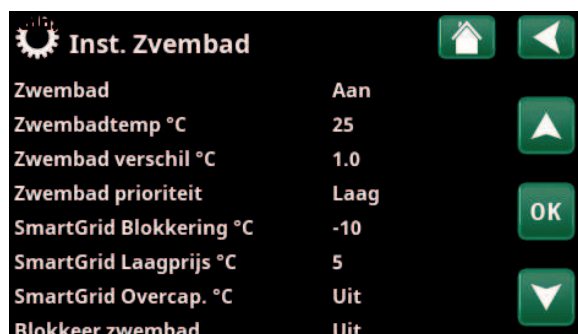 Inst. Zvembad
Zwembad Aan
Zwembadtemp °C 25
Zwembad verschil °C 1.0
Zwembad prioriteit Laag
OK
SmartGrid Blokkering °C -10
SmartGrid Laagprijs °C 5
SmartGrid Overcap. °C Uit
Blokkeer zwembad Uit